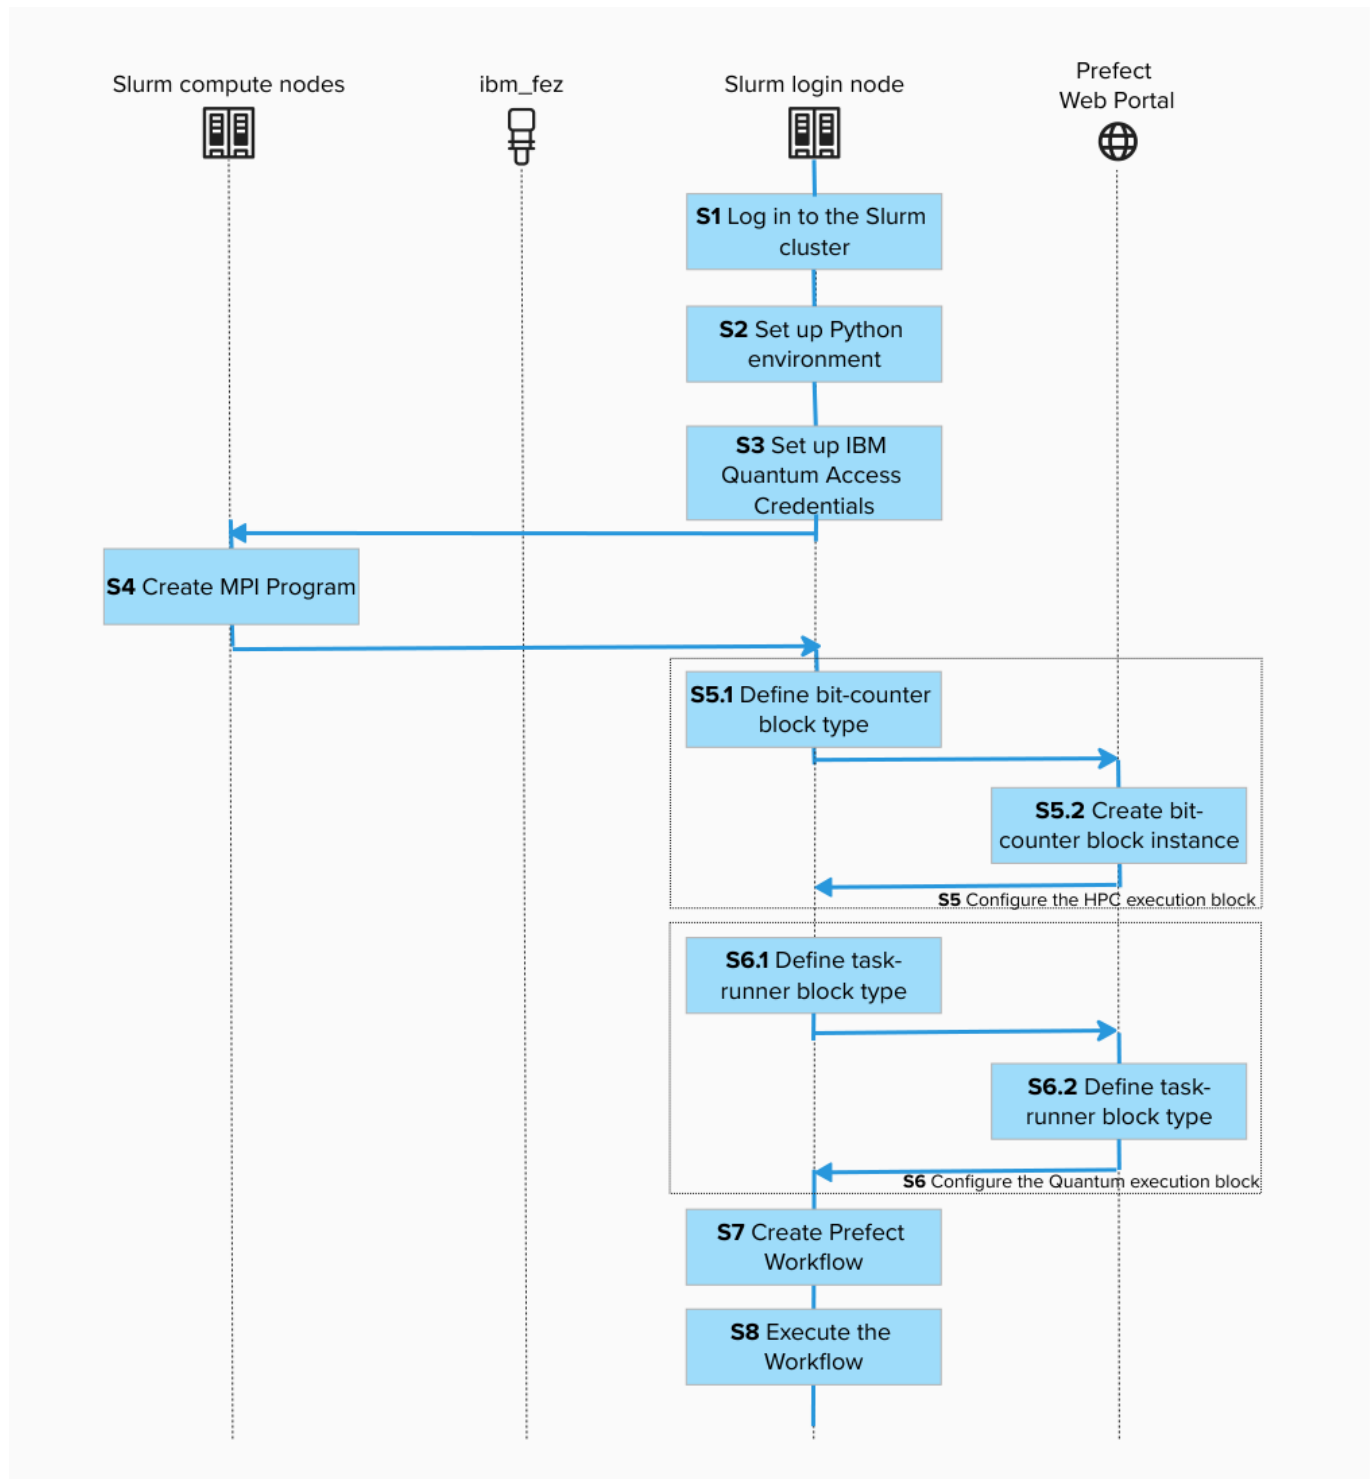 Slurm compute nodes
ibm_fez
Slurm login node
Prefect
Web Portal
S1 Log in to the Slurm
cluster
S2 Set up Python
environment
S3 Set up IBM
Quantum Access
Credentials
S4 Create MPI Program
S5.1 Define bit-counter
block type
S5.2 Create bit-
counter block instance
S5 Configure the HPC execution block
S6.1 Define task-
runner block type
S6.2 Define task-
runner block type
S6 Configure the Quantum execution block
S7 Create Prefect
Workflow
S8 Execute the
Workflow